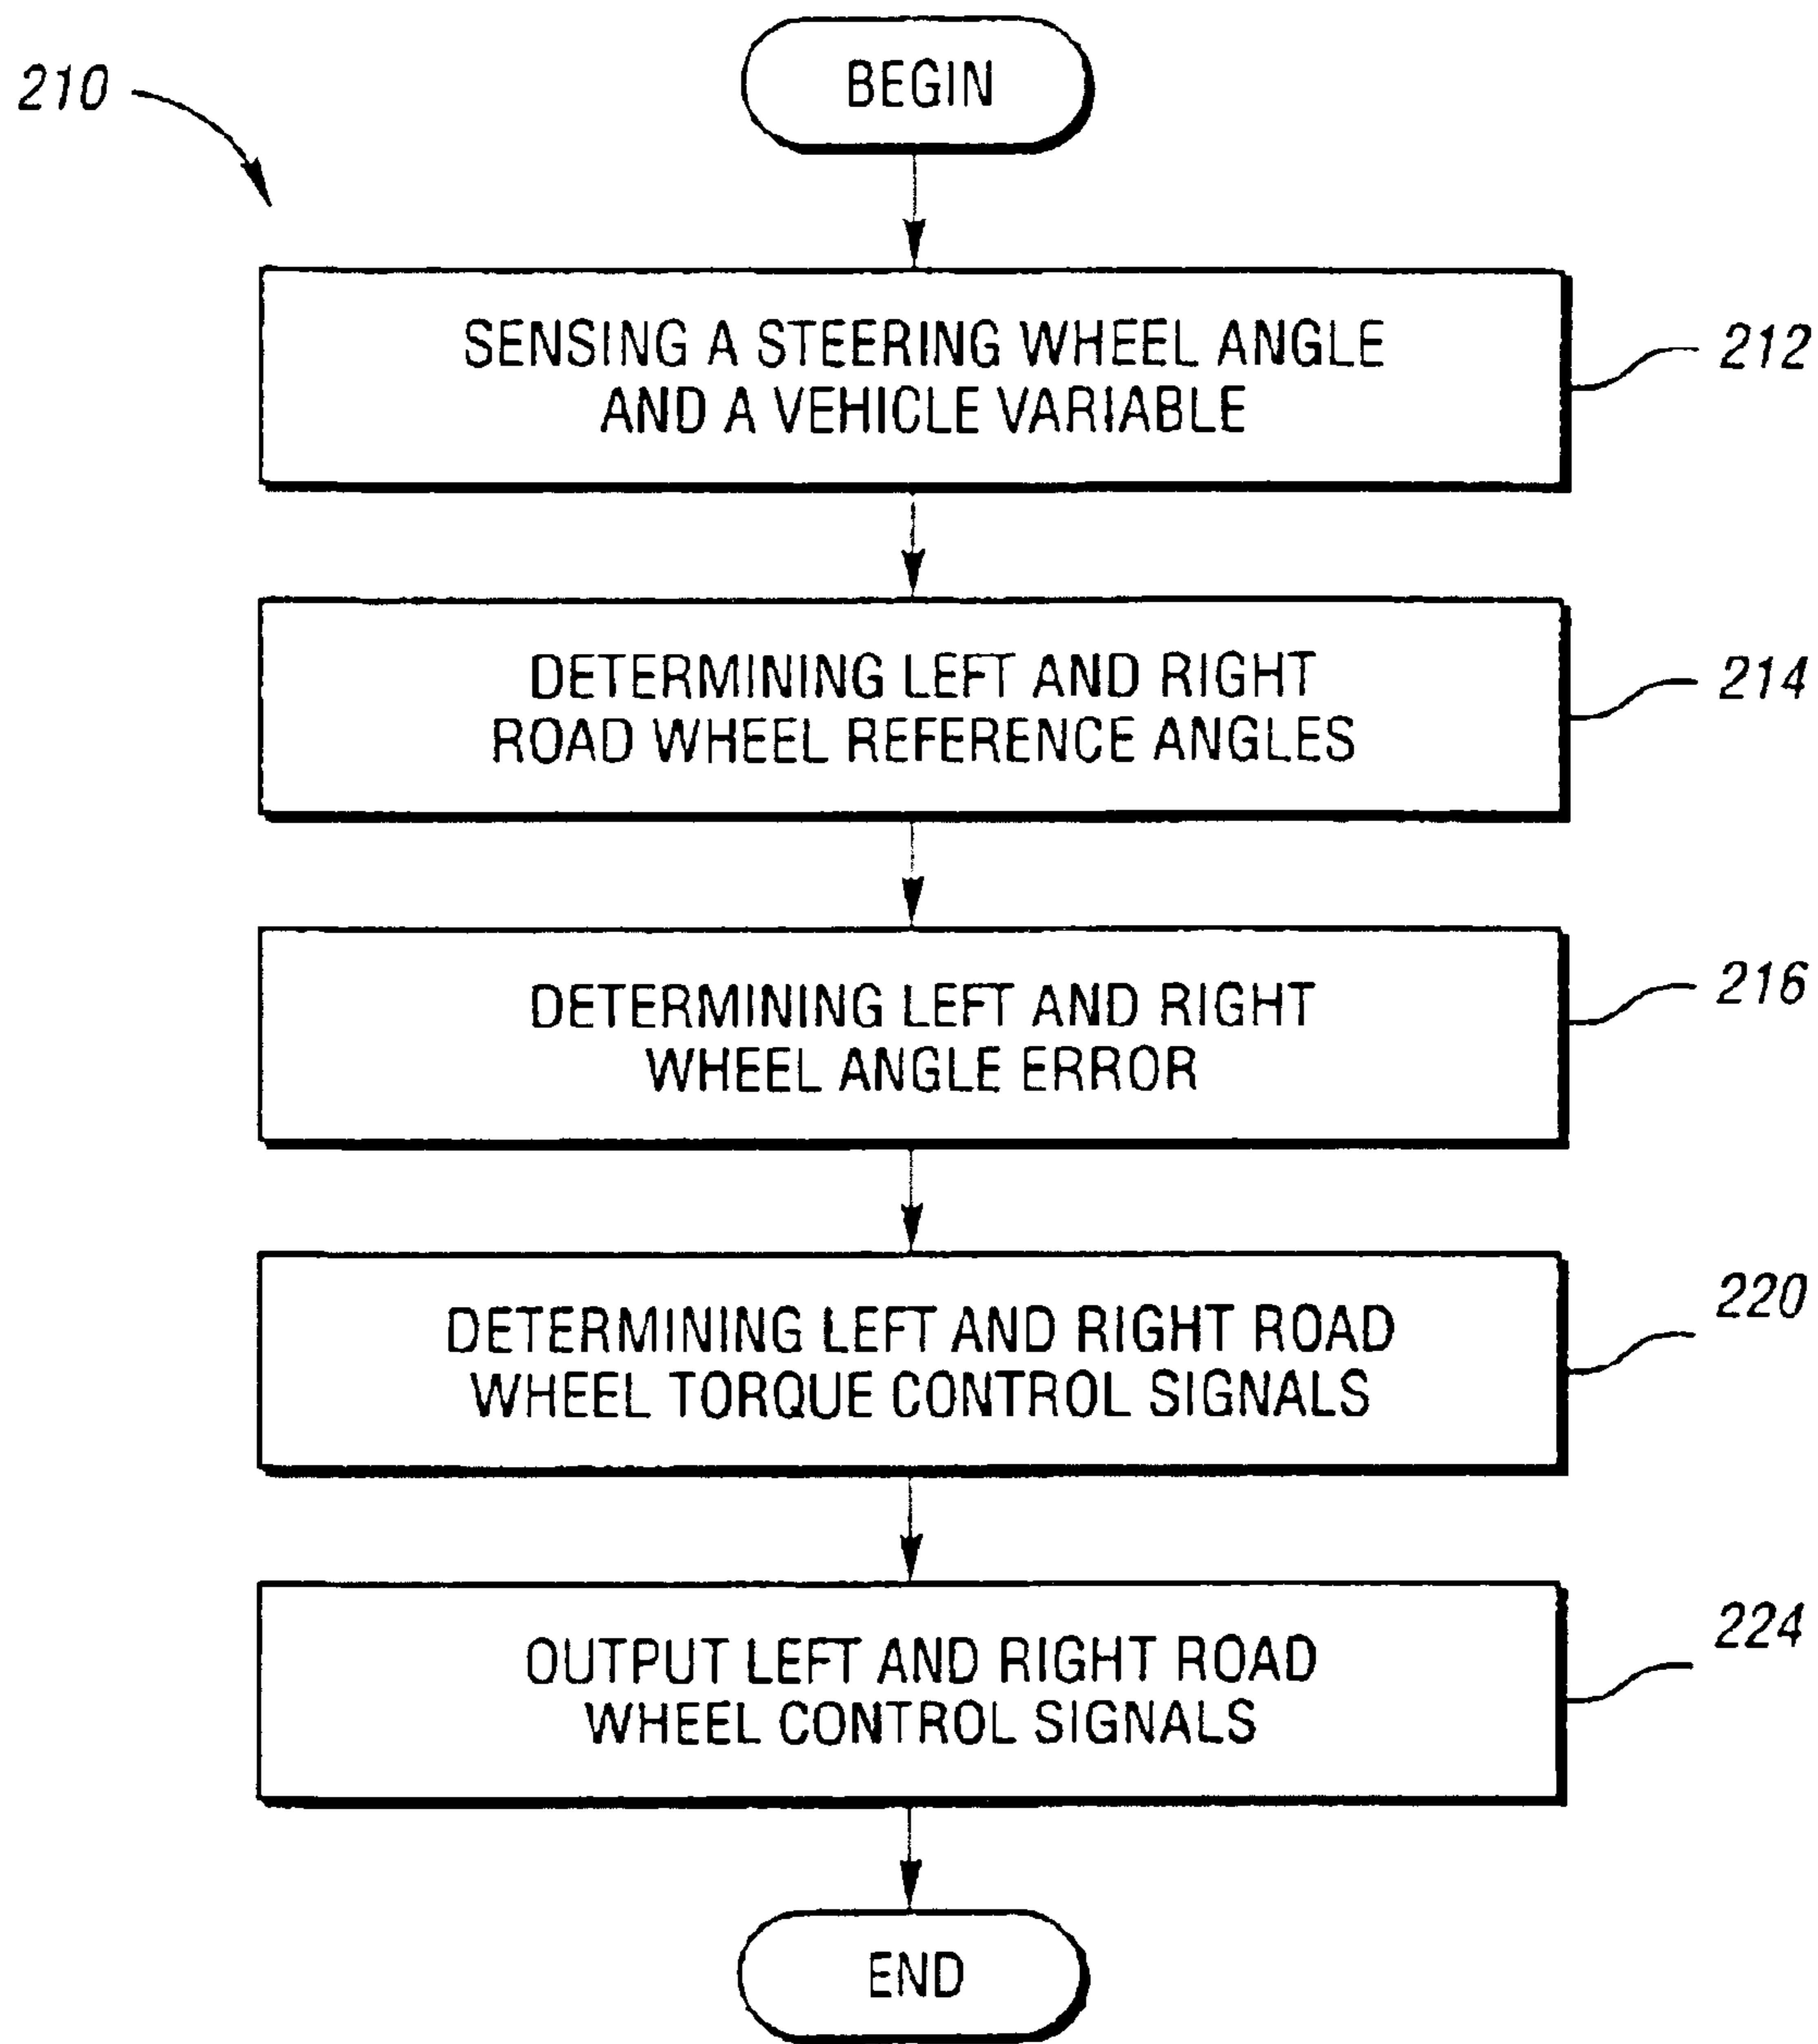 210
BEGIN
SENSING A STEERING WHEEL ANGLE
AND A VEHICLE VARIABLE
212
DETERMINING LEFT AND RIGHT
ROAD WHEEL REFERENCE ANGLES
214
DETERMINING LEFT AND RIGHT
WHEEL ANGLE ERROR
216
DETERMINING LEFT AND RIGHT ROAD
WHEEL TORQUE CONTROL SIGNALS
220
OUTPUT LEFT AND RIGHT ROAD
WHEEL CONTROL SIGNALS
224
END